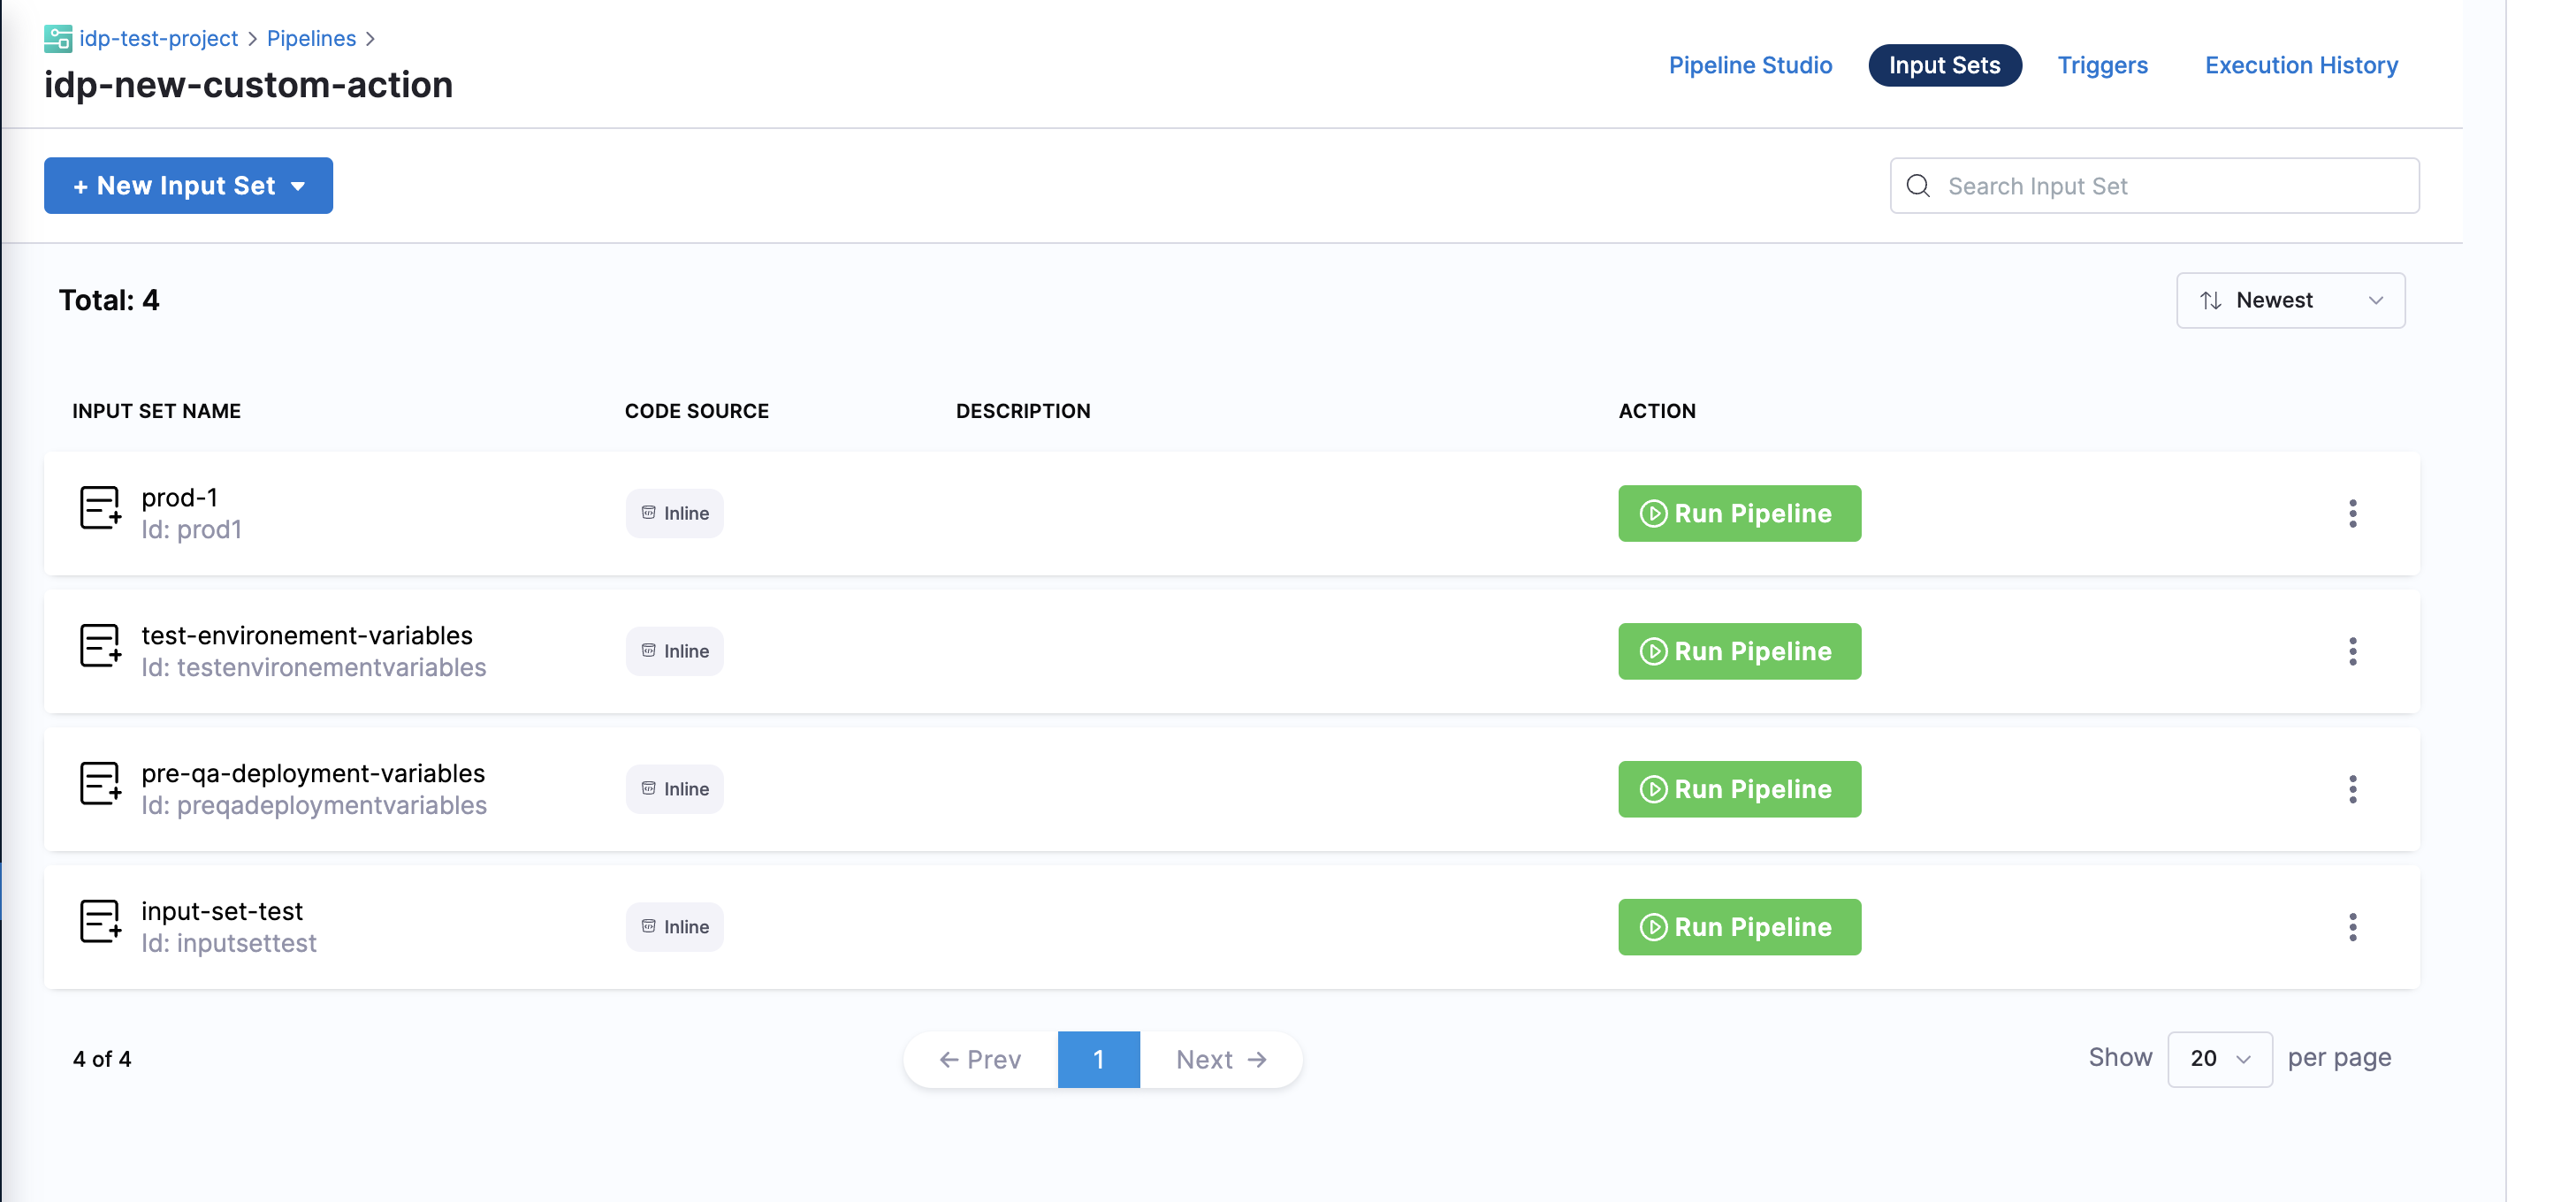 idp-test-project > Pipelines >
idp-new-custom-action
Pipeline Studio
Input Sets
Triggers
Execution History
+ New Input Set
Search Input Set
Total: 4
Newest
INPUT SET NAME
CODE SOURCE
DESCRIPTION
ACTION
prod-1
Id: prod1
Inline
Run Pipeline
test-environement-variables
Id: testenvironementvariables
Inline
Run Pipeline
pre-qa-deployment-variables
Id: preqadeploymentvariables
Inline
Run Pipeline
input-set-test
Id: inputsettest
Inline
Run Pipeline
4 of 4
← Prev
1
Next →
Show 20 per page